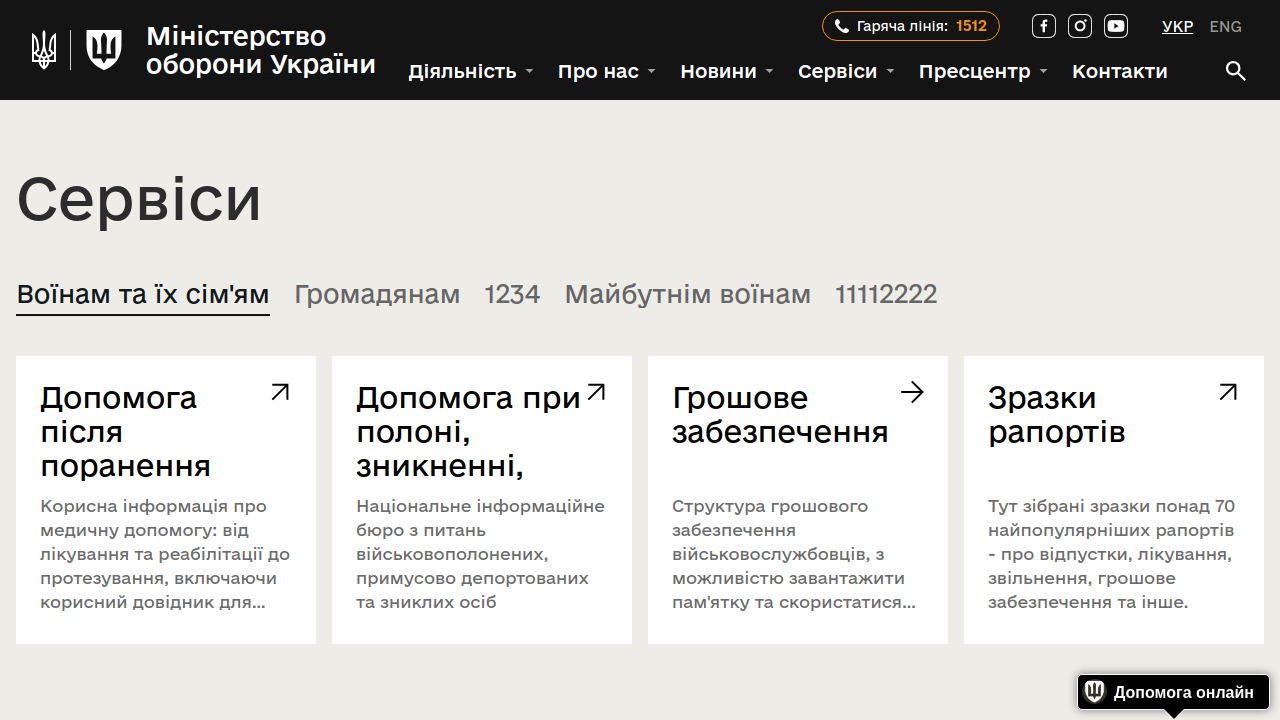 Міністерство
оборони України
Гаряча лінія: 1512
УКР ENG
Діяльність Про нас Новини Сервіси Пресцентр Контакти
Сервіси
Воїнам та їх сім'ям Громадянам 1234 Майбутнім воїнам 11112222
Допомога
після
поранення
Корисна інформація про
медичну допомогу: від
лікування та реабілітації до
протезування, включаючи
корисний довідник для...
Допомога при
полоні,
зникненні,
Національне інформаційне
бюро з питань
військовополонених,
примусово депортованих
та зниклих осіб
Грошове
забезпечення
Структура грошового
забезпечення
військовослужбовців, з
можливістю завантажити
пам'ятку та скористатися...
Зразки
рапортів
Тут зібрані зразки понад 70
найпопулярніших рапортів
- про відпустки, лікування,
звільнення, грошове
забезпечення та інше.
Допомога онлайн